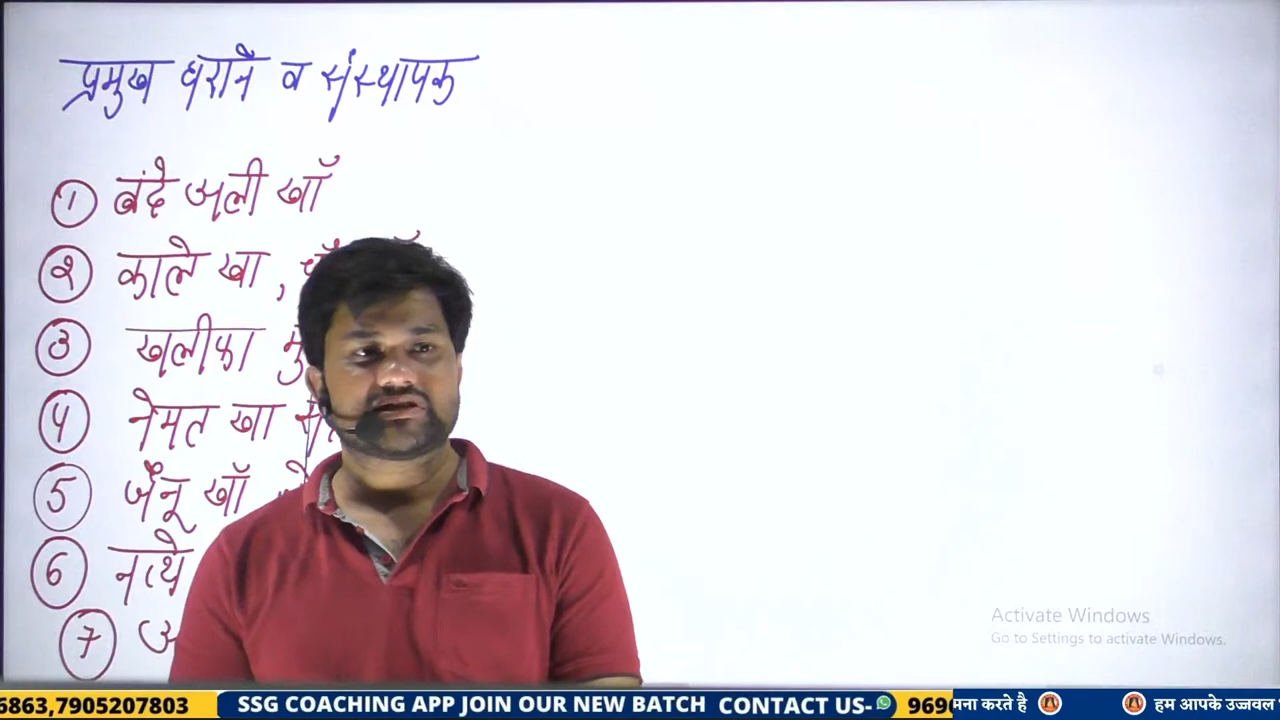 प्रमुख घराने व संस्थापक
① बंदे अली खाँ
② काले खा ,
③ खलीफा
④ नेमत खा
⑤ जैनू खाँ
⑥ नत्थे
⑦
Activate Windows
Go to Settings to activate Windows.
6863,7905207803 SSG COACHING APP JOIN OUR NEW BATCH CONTACT US- 969 मना करते है हम आपके उज्जवल